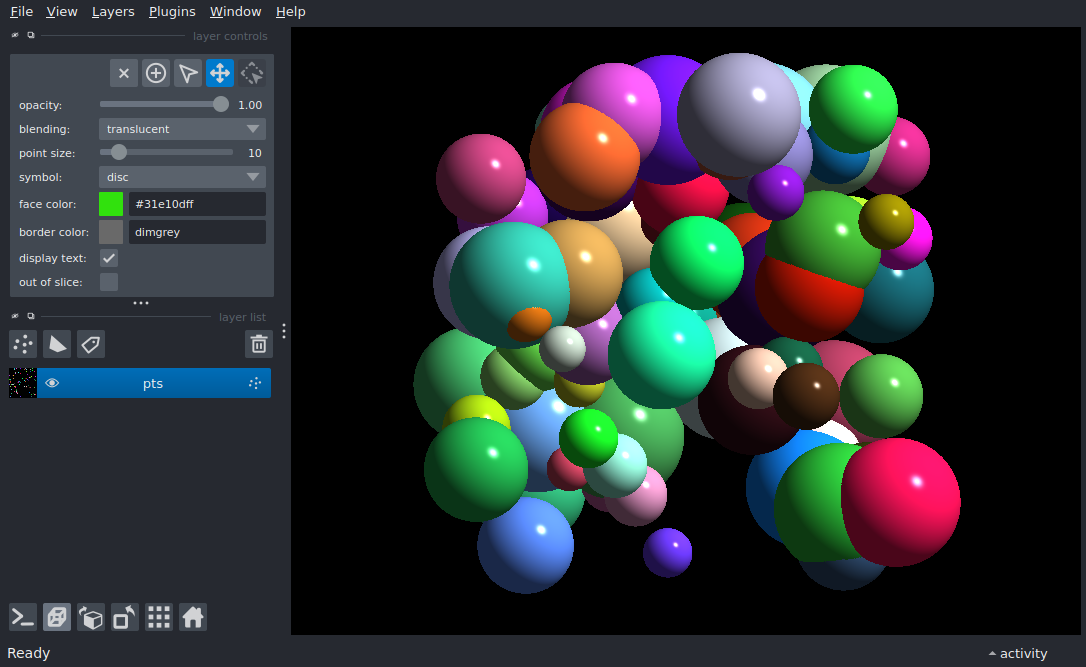 File View Layers Plugins Window Help
layer controls
opacity: 1.00
blending: translucent
point size: 10
symbol: disc
face color: #31e10dff
border color: dimgrey
display text:
out of slice:
layer list
pts
Ready
activity